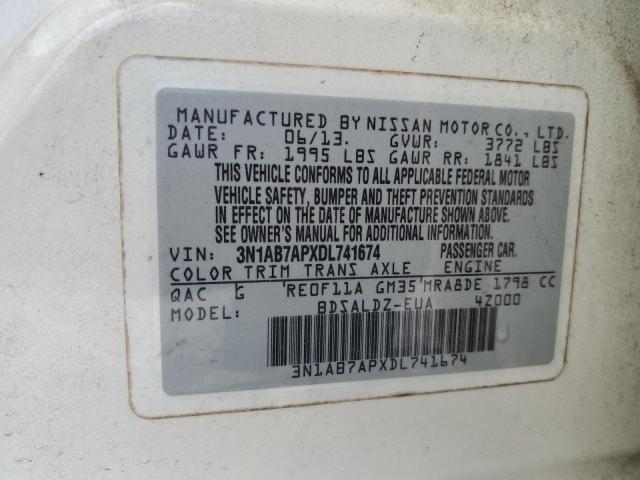 MANUFACTURED BY NISSAN MOTOR CO., LTD.
DATE: 06/13. GVWR: 3772 LBS
GAWR FR: 1995 LBS GAWR RR: 1841 LBS
THIS VEHICLE CONFORMS TO ALL APPLICABLE FEDERAL MOTOR
VEHICLE SAFETY, BUMPER AND THEFT PREVENTION STANDARDS
IN EFFECT ON THE DATE OF MANUFACTURE SHOWN ABOVE.
SEE OWNER'S MANUAL FOR ADDITIONAL INFORMATION
VIN: 3N1AB7APXDL741674 PASSENGER CAR.
COLOR TRIM TRANS AXLE ENGINE
QAC G RE0F11A GM35 MRA8DE 1798 CC
MODEL: BDSALDZ-EUA 4Z000
3N1AB7APXDL741674